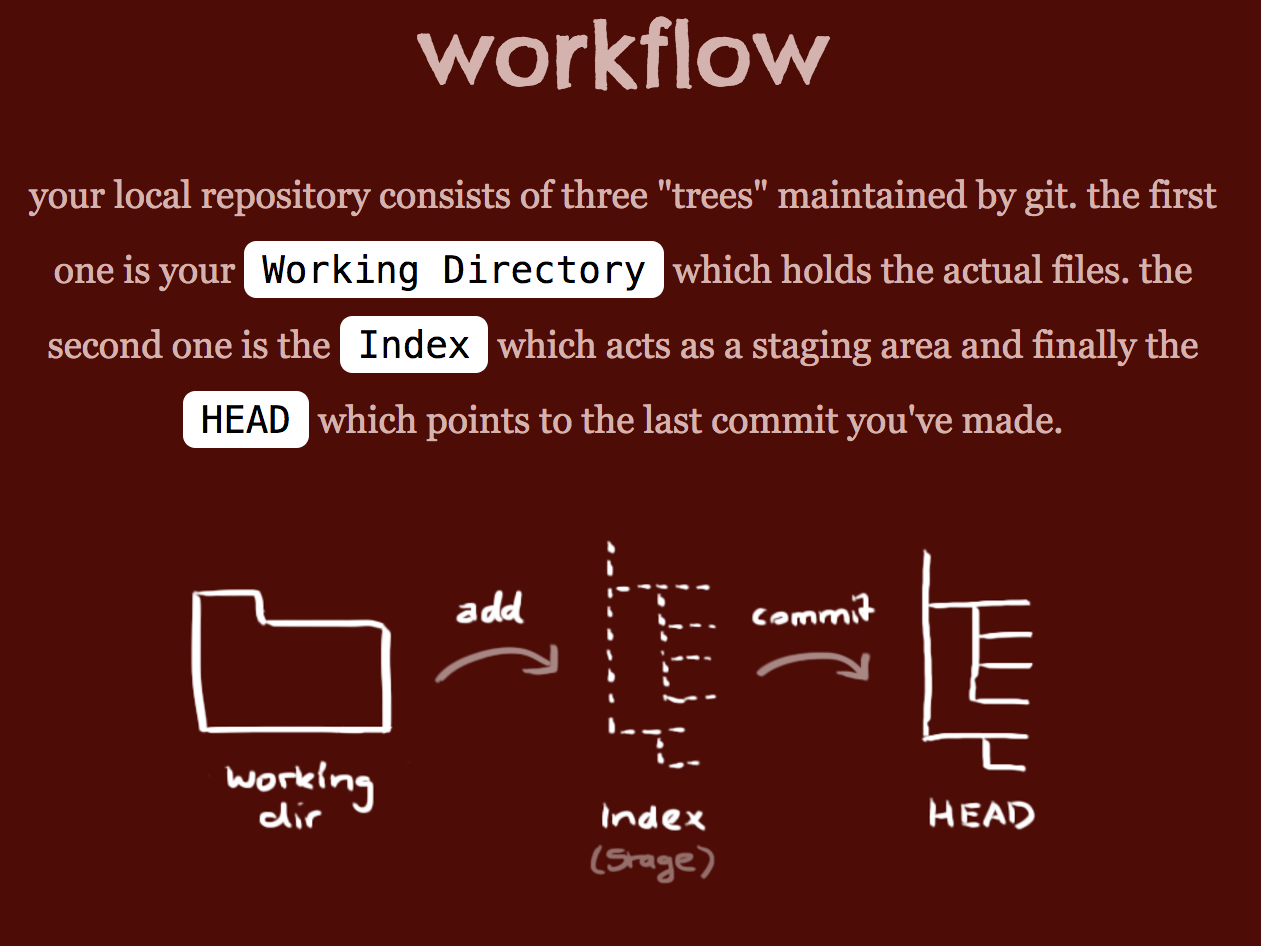 workflow
your local repository consists of three "trees" maintained by git. the first
one is your Working Directory which holds the actual files. the
second one is the Index which acts as a staging area and finally the
HEAD which points to the last commit you've made.
add
commit
working
dir
Index
(Stage)
HEAD